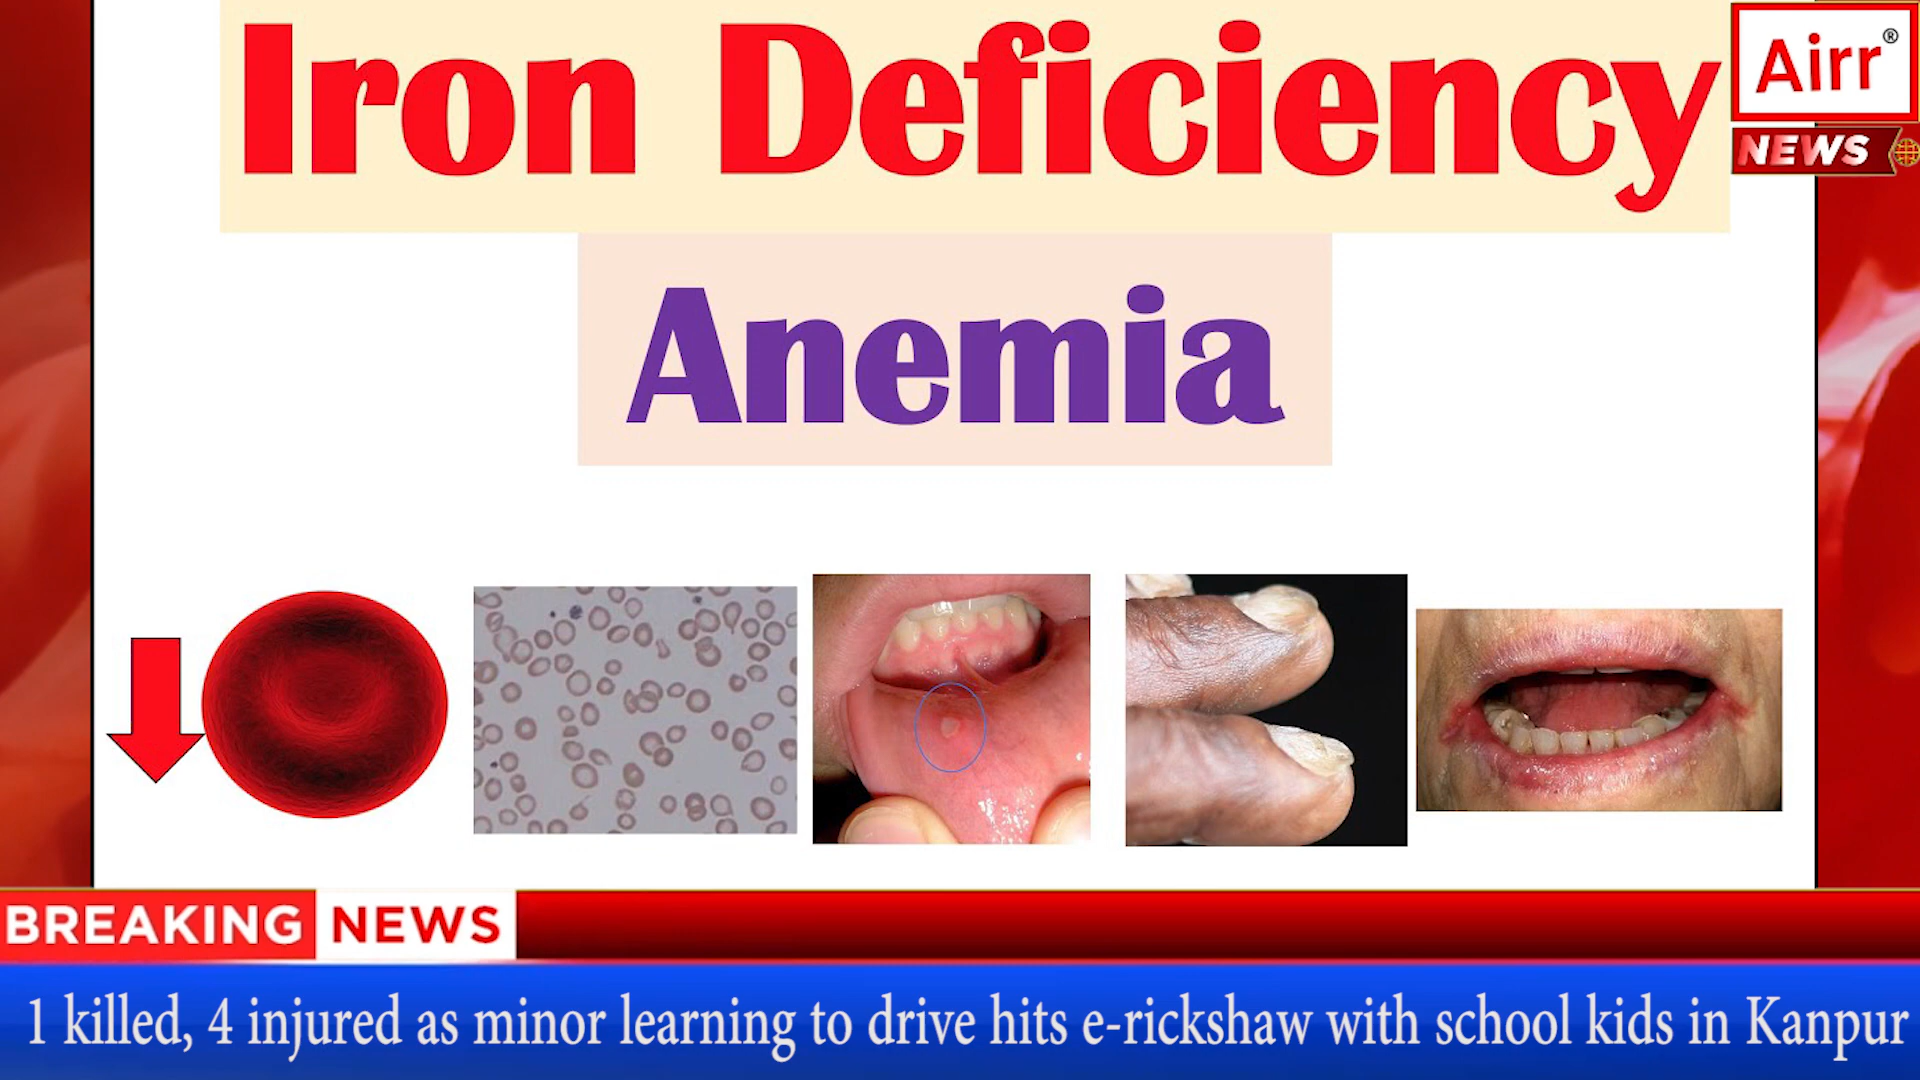 Iron Deficiency
Anemia
Airr®
NEWS
BREAKING NEWS
1 killed, 4 injured as minor learning to drive hits e-rickshaw with school kids in Kanpur